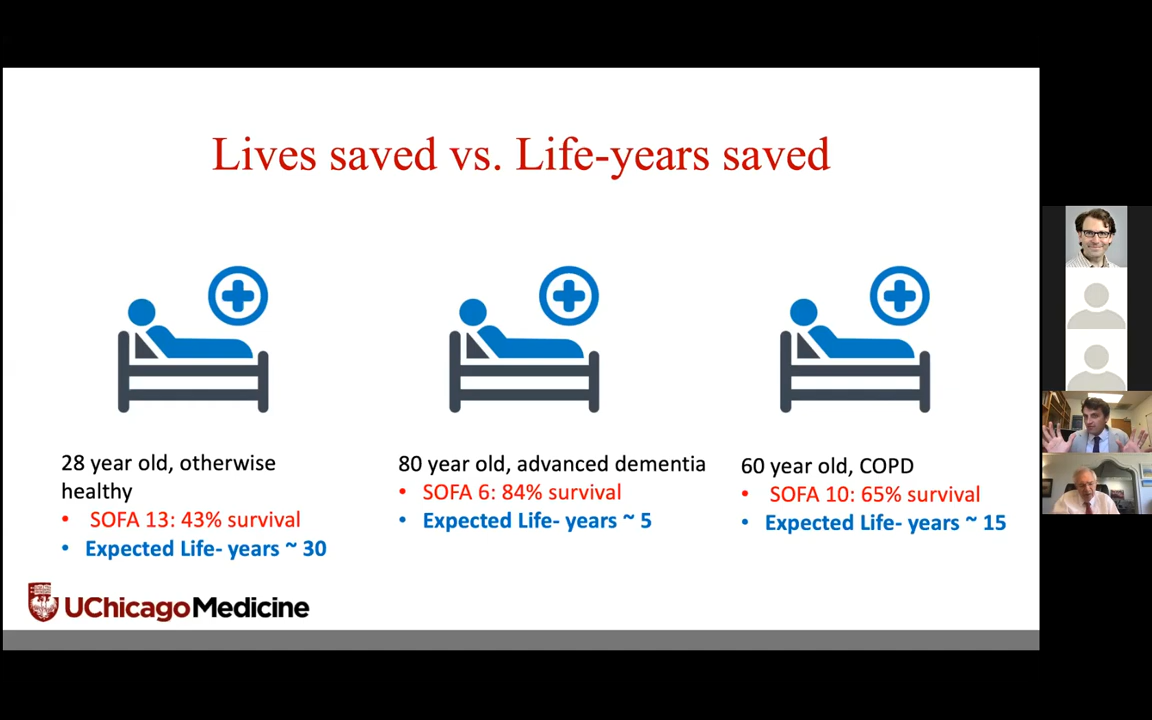 Lives saved vs. Life-years saved
28 year old, otherwise
healthy
• SOFA 13: 43% survival
• Expected Life- years ~ 30
80 year old, advanced dementia
• SOFA 6: 84% survival
• Expected Life- years ~ 5
60 year old, COPD
• SOFA 10: 65% survival
• Expected Life- years ~ 15
UChicagoMedicine